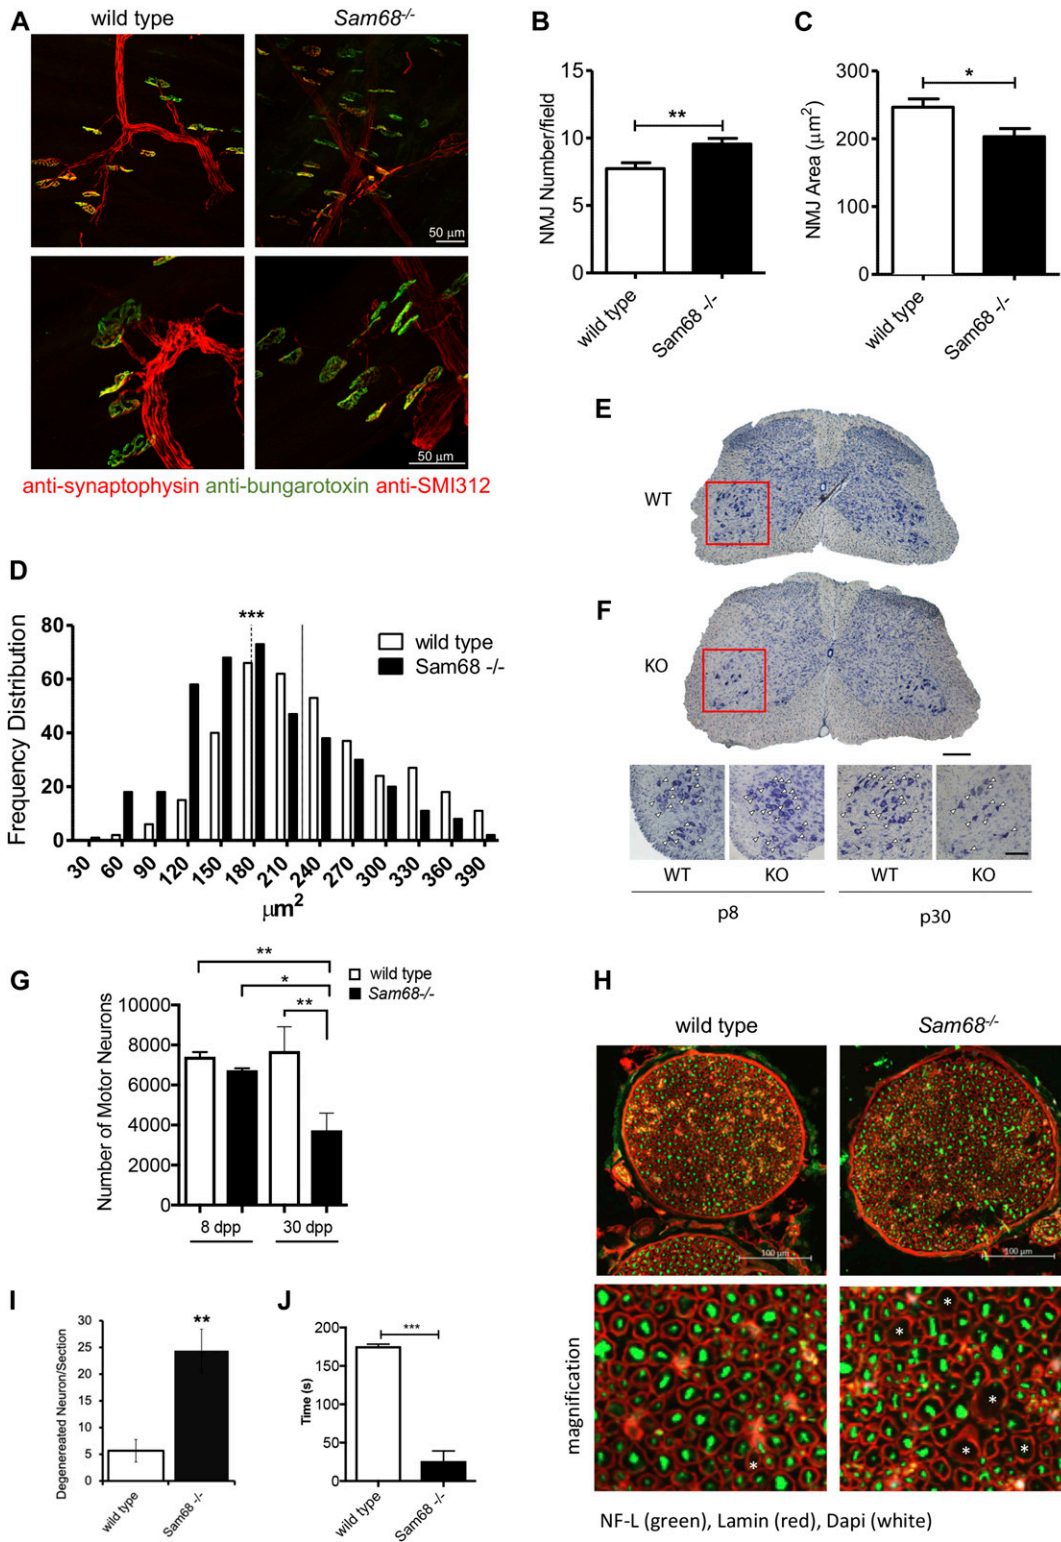 A
wild type
Sam68-/-
50 μm
50 μm
anti-synaptophysin anti-bungarotoxin anti-SMI312
B
NMJ Number/field
15
10
5
0
**
wild type
Sam68 -/-
C
NMJ Area (μm2)
300
200
100
0
*
wild type
Sam68 -/-
D
Frequency Distribution
80
60
40
20
0
***
wild type
Sam68 -/-
30 60 90 120 150 180 210 240 270 300 330 360 390
μm2
E
WT
F
KO
WT KO WT KO
p8 p30
G
Number of Motor Neurons
10000
8000
6000
4000
2000
0
**
*
**
wild type
Sam68-/-
8 dpp 30 dpp
H
wild type
Sam68-/-
100 μm
100 μm
magnification
*
* * * * *
NF-L (green), Lamin (red), Dapi (white)
I
Degenereated Neuron/Section
30
25
20
15
10
5
0
**
wild type
Sam68 -/-
J
Time (s)
200
150
100
50
0
***
wild type
Sam68 -/-